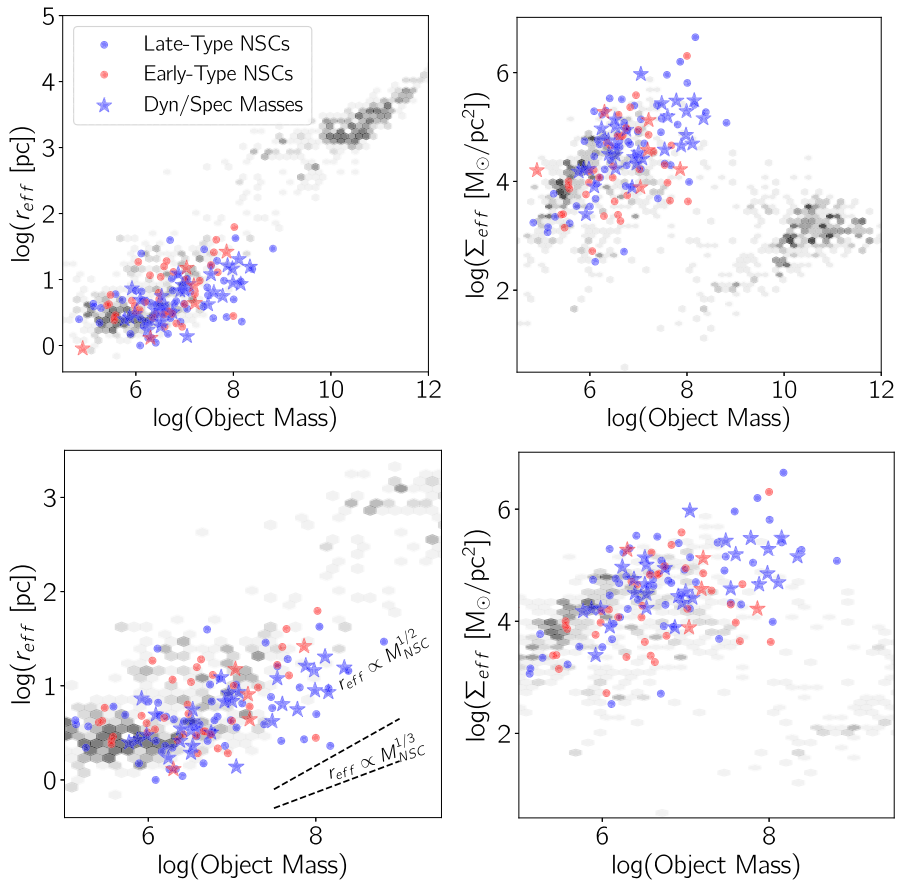 5
4
3
2
1
0
log(r_eff [pc])
Late-Type NSCs
Early-Type NSCs
Dyn/Spec Masses
6 8 10 12
log(Object Mass)
6
4
2
log(Σ_eff [M⊙/pc²])
6 8 10 12
log(Object Mass)
3
2
1
0
log(r_eff [pc])
r_eff ∝ M_NSC^1/2
r_eff ∝ M_NSC^1/3
6 8
log(Object Mass)
6
4
2
log(Σ_eff [M⊙/pc²])
6 8
log(Object Mass)